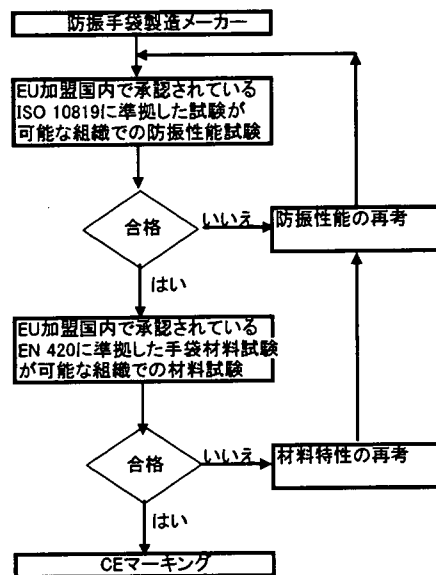 防振手袋製造メーカー
EU加盟国内で承認されている
ISO 10819に準拠した試験が
可能な組織での防振性能試験
合格
いいえ
防振性能の再考
はい
EU加盟国内で承認されている
EN 420に準拠した手袋材料試験
が可能な組織での材料試験
合格
いいえ
材料特性の再考
はい
CEマーキング